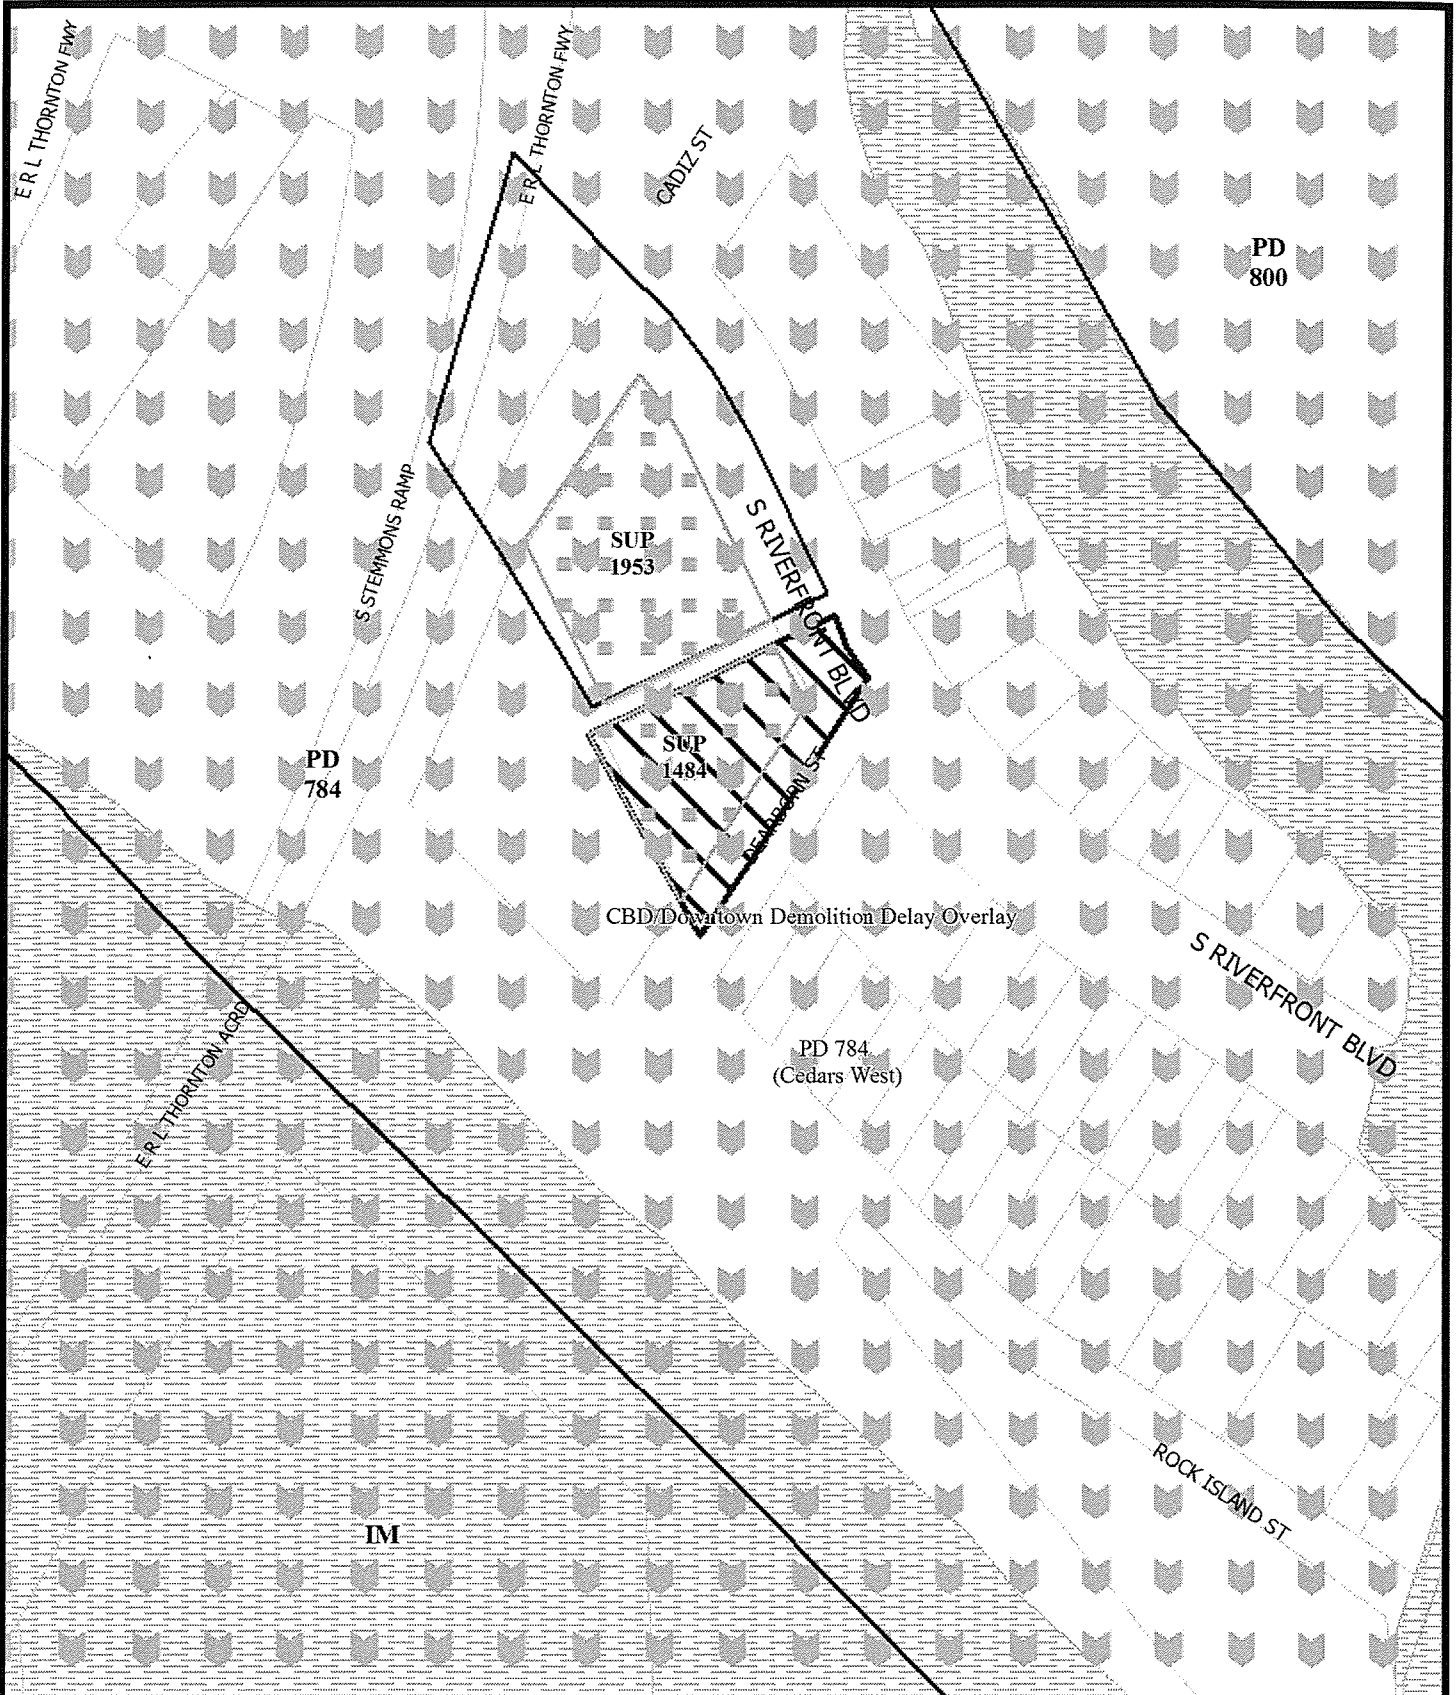 E R L THORNTON FWY
E R L THORNTON FWY
CADIZ ST
PD
800
S STEMMONS RAMP
SUP
1953
S RIVERFRONT BLVD
PD
784
SUP
1484
DEARBORN ST
CBD/Downtown Demolition Delay Overlay
S RIVERFRONT BLVD
E R L THORNTON ACRD
PD 784
(Cedars West)
ROCK ISLAND ST
IM